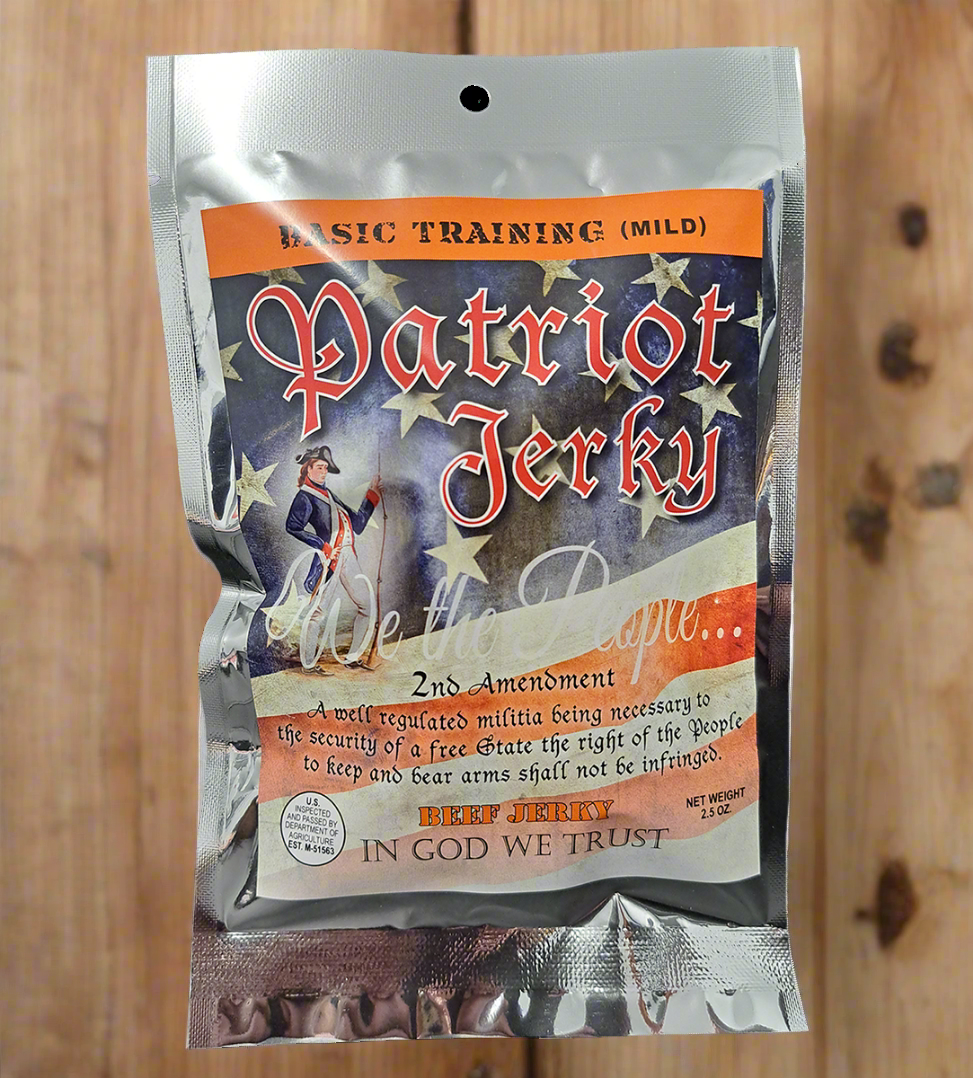 BASIC TRAINING (MILD)
Patriot
Jerky
We the People...
2nd Amendment
A well regulated militia being necessary to
the security of a free State the right of the People
to keep and bear arms shall not be infringed.
BEEF JERKY
IN GOD WE TRUST
U.S.
INSPECTED
AND PASSED BY
DEPARTMENT OF
AGRICULTURE
EST. M-51563
NET WEIGHT
2.5 OZ.